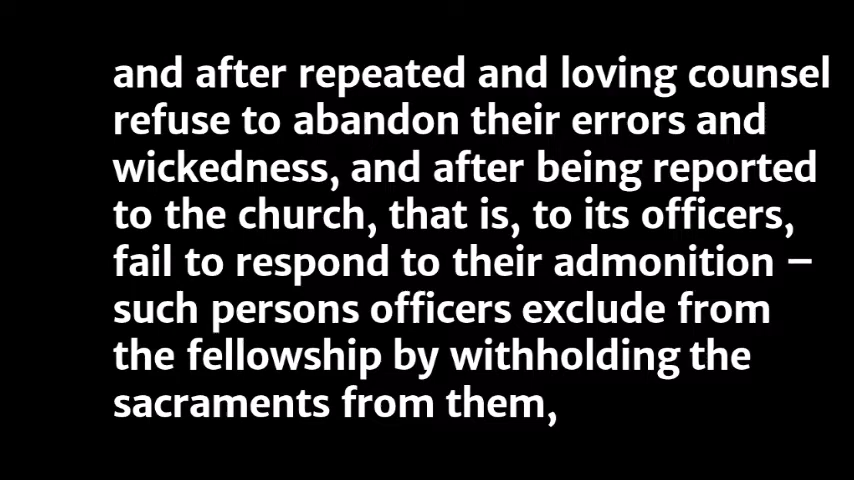 and after repeated and loving counsel
refuse to abandon their errors and
wickedness, and after being reported
to the church, that is, to its officers,
fail to respond to their admonition –
such persons officers exclude from
the fellowship by withholding the
sacraments from them,